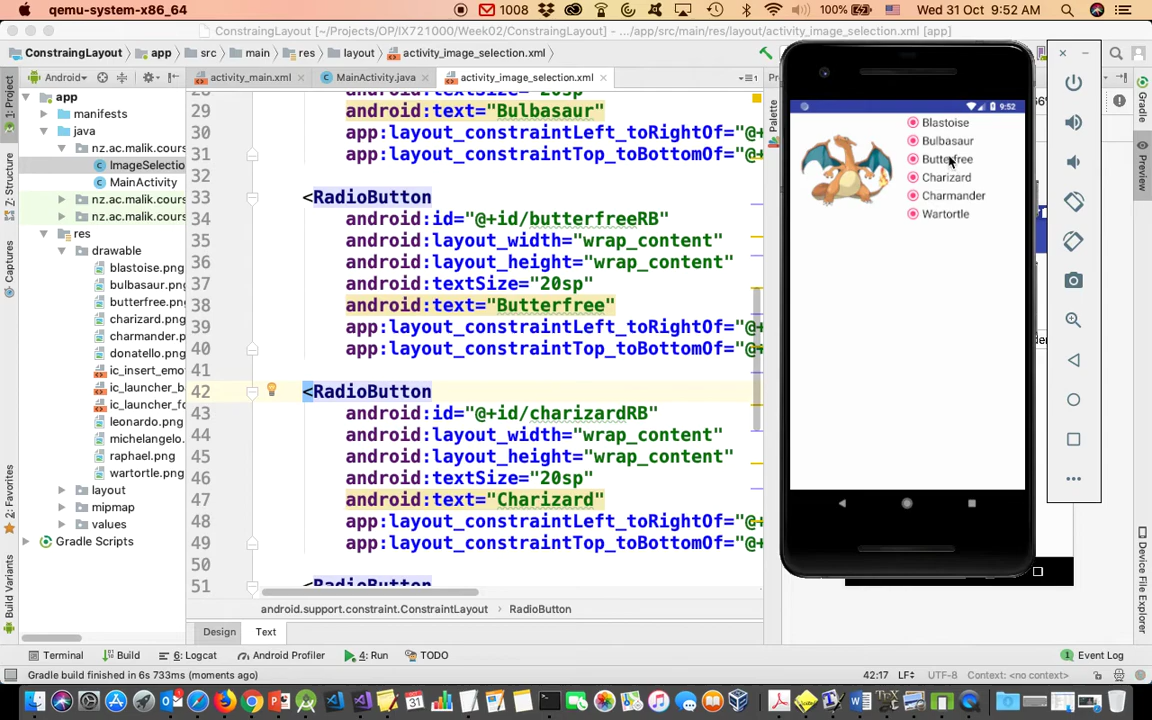 qemu-system-x86_64
1008
100%
Wed 31 Oct 9:52 AM
ConstraingLayout [~/Projects/OP/IX721000/Week02/ConstraingLayout] - .../app/src/main/res/layout/activity_image_selection.xml [app]
ConstraingLayout
app
src
main
res
layout
activity_image_selection.xml
Android
activity_main.xml
MainActivity.java
activity_image_selection.xml
1: Project
Z: Structure
Captures
2: Favorites
Build Variants
app
manifests
java
nz.ac.malik.cours
ImageSelectio
MainActivity
nz.ac.malik.cours
nz.ac.malik.cours
res
drawable
blastoise.png
bulbasaur.png
butterfree.png
charizard.png
charmander.p
donatello.png
ic_insert_emo
ic_launcher_b
ic_launcher_fo
leonardo.png
michelangelo.
raphael.png
wartortle.png
layout
mipmap
values
Gradle Scripts
29 android:text="Bulbasaur"
30 app:layout_constraintLeft_toRightOf="@+
31 app:layout_constraintTop_toBottomOf="@+
32
33 <RadioButton
34 android:id="@+id/butterfreeRB"
35 android:layout_width="wrap_content"
36 android:layout_height="wrap_content"
37 android:textSize="20sp"
38 android:text="Butterfree"
39 app:layout_constraintLeft_toRightOf="@+
40 app:layout_constraintTop_toBottomOf="@+
41
42 <RadioButton
43 android:id="@+id/charizardRB"
44 android:layout_width="wrap_content"
45 android:layout_height="wrap_content"
46 android:textSize="20sp"
47 android:text="Charizard"
48 app:layout_constraintLeft_toRightOf="@+
49 app:layout_constraintTop_toBottomOf="@+
50
51 <RadioButton
android.support.constraint.ConstraintLayout
RadioButton
Design
Text
Palette
9:52
Blastoise
Bulbasaur
Butterfree
Charizard
Charmander
Wartortle
Gradle
Preview
Device File Explorer
Terminal
Build
6: Logcat
Android Profiler
4: Run
TODO
Event Log
Gradle build finished in 6s 733ms (moments ago)
42:17
LF
UTF-8
Context: <no context>